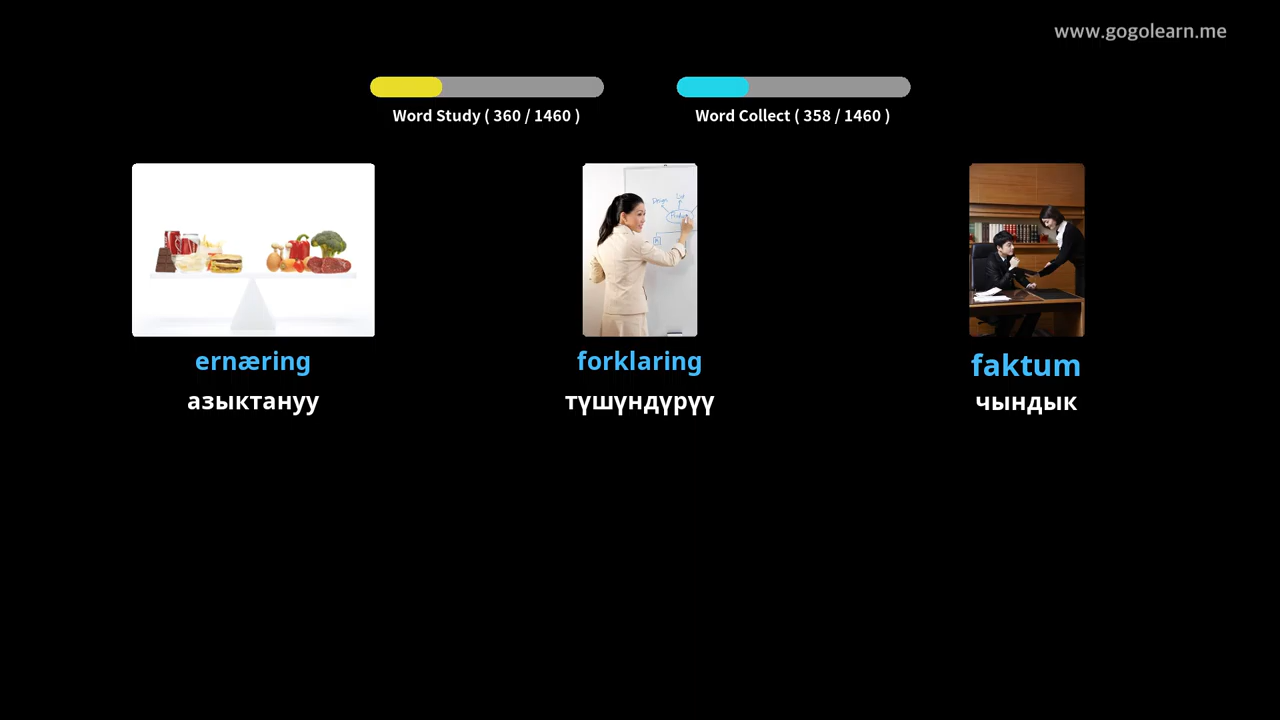 www.gogolearn.me
Word Study ( 360 / 1460 )
Word Collect ( 358 / 1460 )
ernæring
forklaring
faktum
азыктануу
түшүндүрүү
чындык